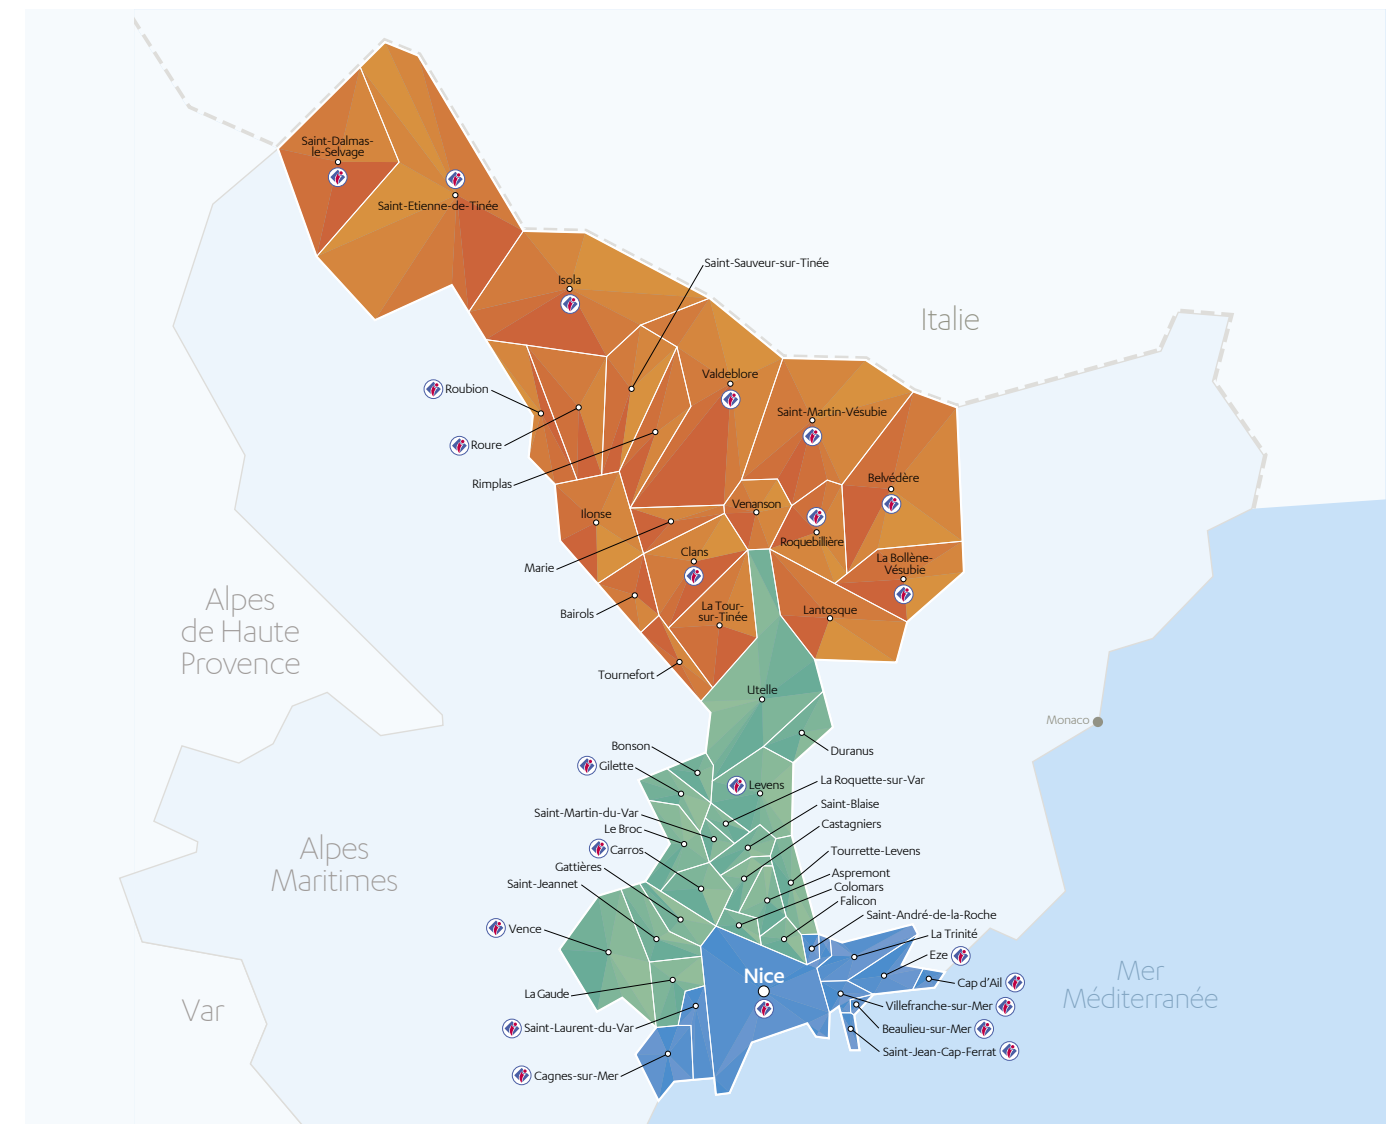 Saint-Dalmas-
le-Selvage
Saint-Etienne-de-Tinée
Saint-Sauveur-sur-Tinée
Isola
Italie
Valdeblore
Roubion
Saint-Martin-Vésubie
Roure
Belvédère
Rimplas
Venanson
Ilonse
Roquebillière
Clans
La Bollène-
Vésubie
Marie
Alpes
de Haute
Provence
La Tour-
sur-Tinée
Lantosque
Bairols
Tournefort
Utelle
Monaco
Duranus
Bonson
Gilette
Levens
La Roquette-sur-Var
Saint-Blaise
Saint-Martin-du-Var
Castagniers
Le Broc
Alpes
Maritimes
Carros
Tourrette-Levens
Gattières
Aspremont
Saint-Jeannet
Colomars
Falicon
Saint-André-de-la-Roche
Vence
La Trinité
Eze
Mer
Méditerranée
Nice
Cap d'Ail
La Gaude
Var
Villefranche-sur-Mer
Saint-Laurent-du-Var
Beaulieu-sur-Mer
Saint-Jean-Cap-Ferrat
Cagnes-sur-Mer